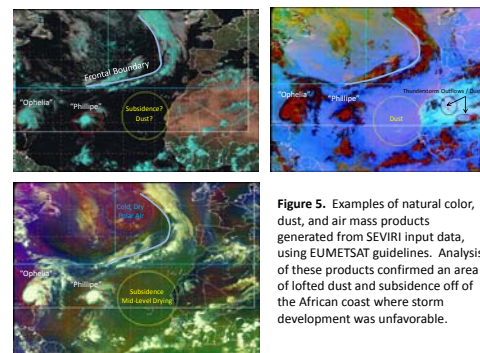 Frontal Boundary
"Ophelia"
"Phillipe"
Subsidence?
Dust?
"Ophelia"
"Phillipe"
Thunderstorm Outflows / Dust
Dust
Cold, Dry
Polar Air
"Ophelia"
"Phillipe"
Subsidence
Mid-Level Drying
Figure 5. Examples of natural color,
dust, and air mass products
generated from SEVIRI input data,
using EUMETSAT guidelines. Analysis
of these products confirmed an area
of lofted dust and subsidence off of
the African coast where storm
development was unfavorable.